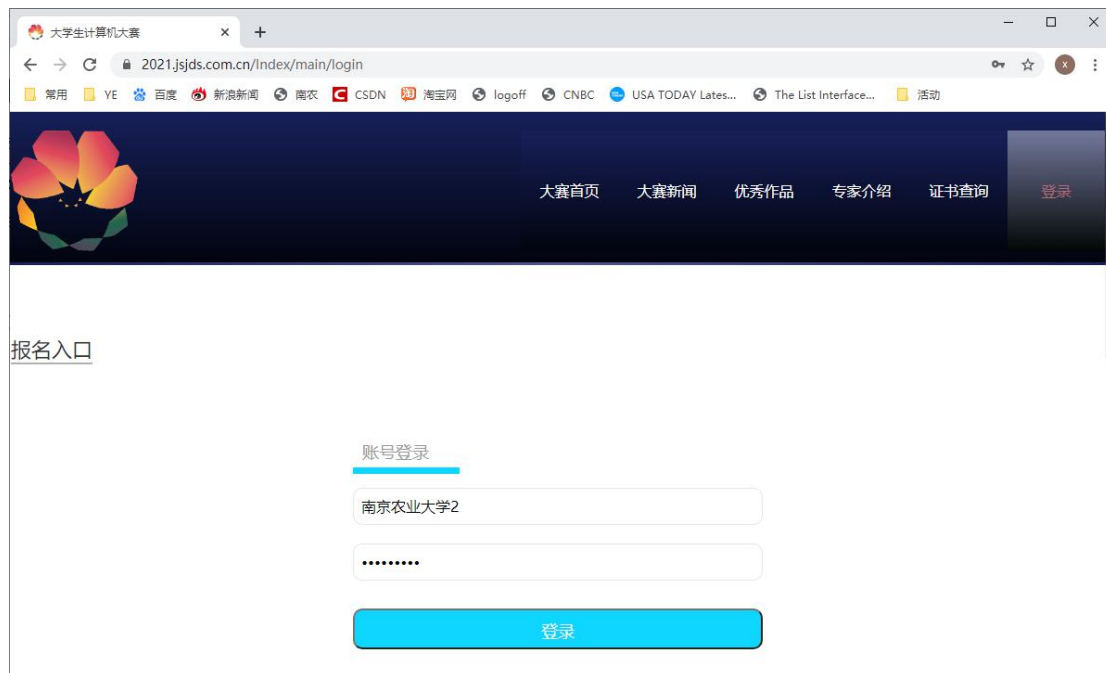 大学生计算机大赛
2021.jsjds.com.cn/Index/main/login
X
常用 YE 百度 新浪新闻 南农 CSDN 淘宝网 logoff CNBC USA TODAY Lates... The List Interface... 活动
大赛首页 大赛新闻 优秀作品 专家介绍 证书查询 登录
报名入口
账号登录
南京农业大学2
•••••••••
登录